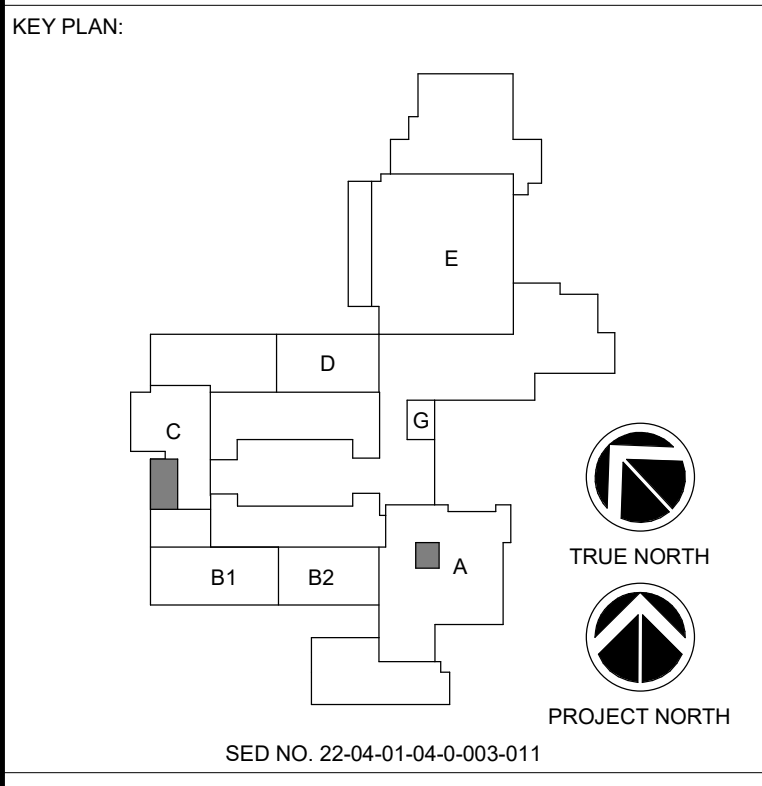 KEY PLAN:
E
D
G
C
TRUE NORTH
A
B1
B2
PROJECT NORTH
SED NO. 22-04-01-04-0-003-011